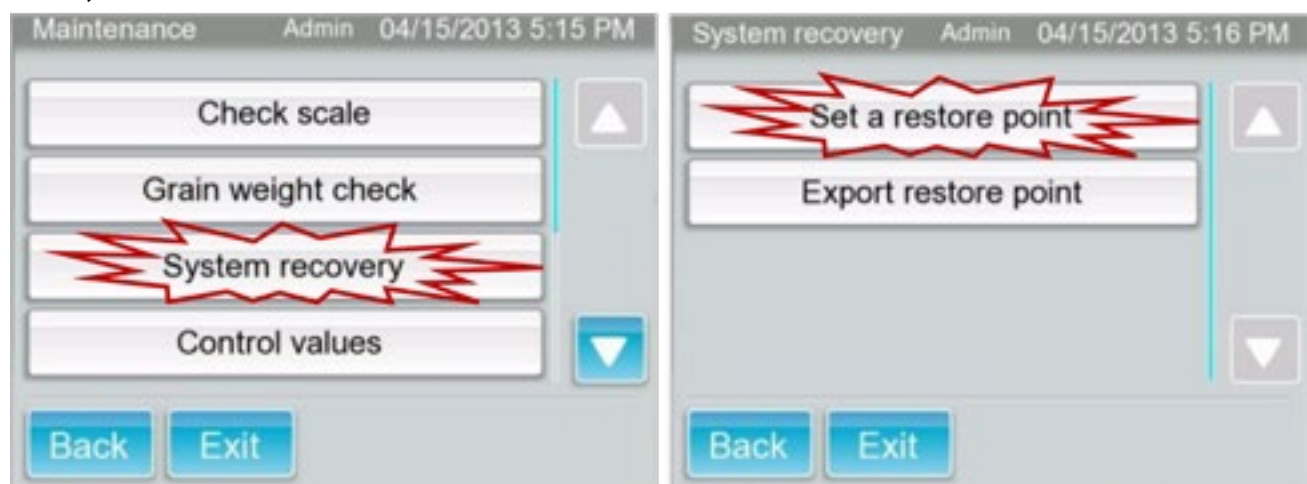 Maintenance Admin 04/15/2013 5:15 PM
Check scale
Grain weight check
System recovery
Control values
Back Exit
System recovery Admin 04/15/2013 5:16 PM
Set a restore point
Export restore point
Back Exit